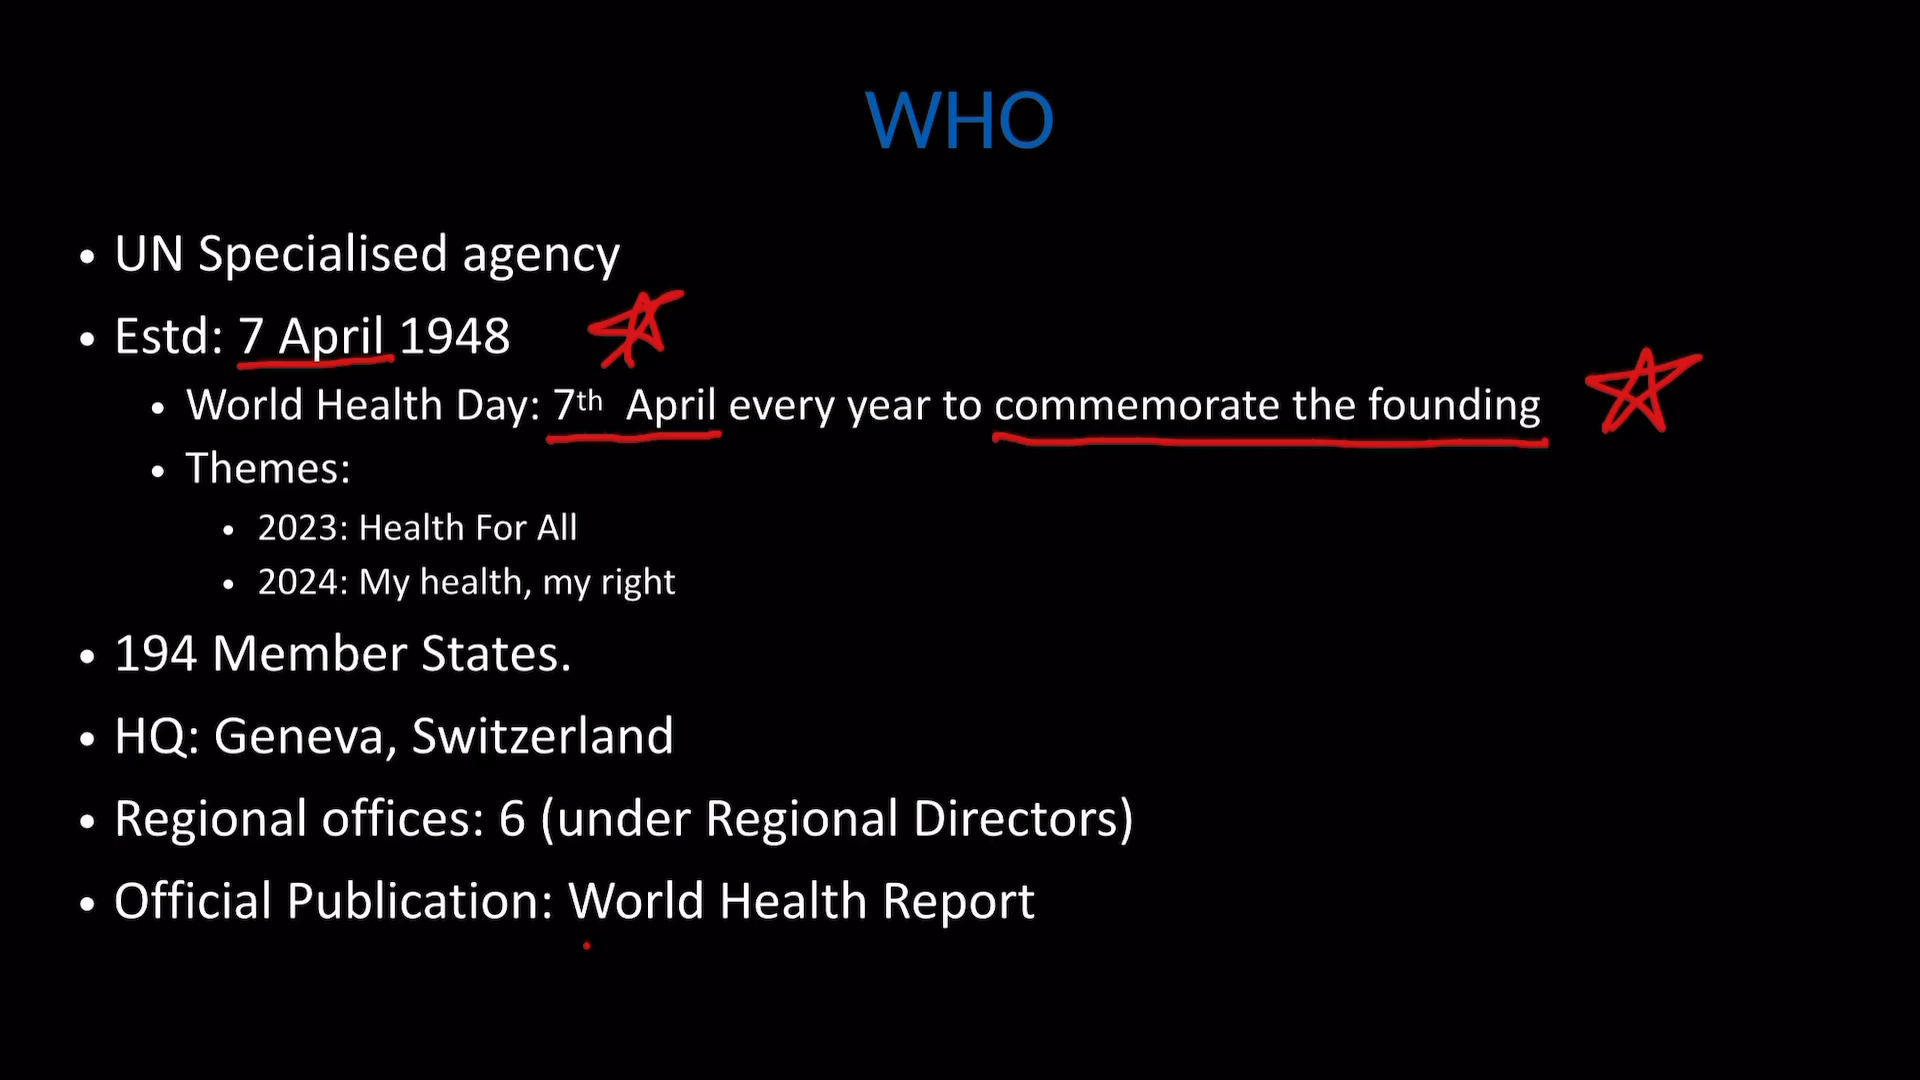 WHO
• UN Specialised agency
• Estd: 7 April 1948
• World Health Day: 7th April every year to commemorate the founding
• Themes:
• 2023: Health For All
• 2024: My health, my right
• 194 Member States.
• HQ: Geneva, Switzerland
• Regional offices: 6 (under Regional Directors)
• Official Publication: World Health Report